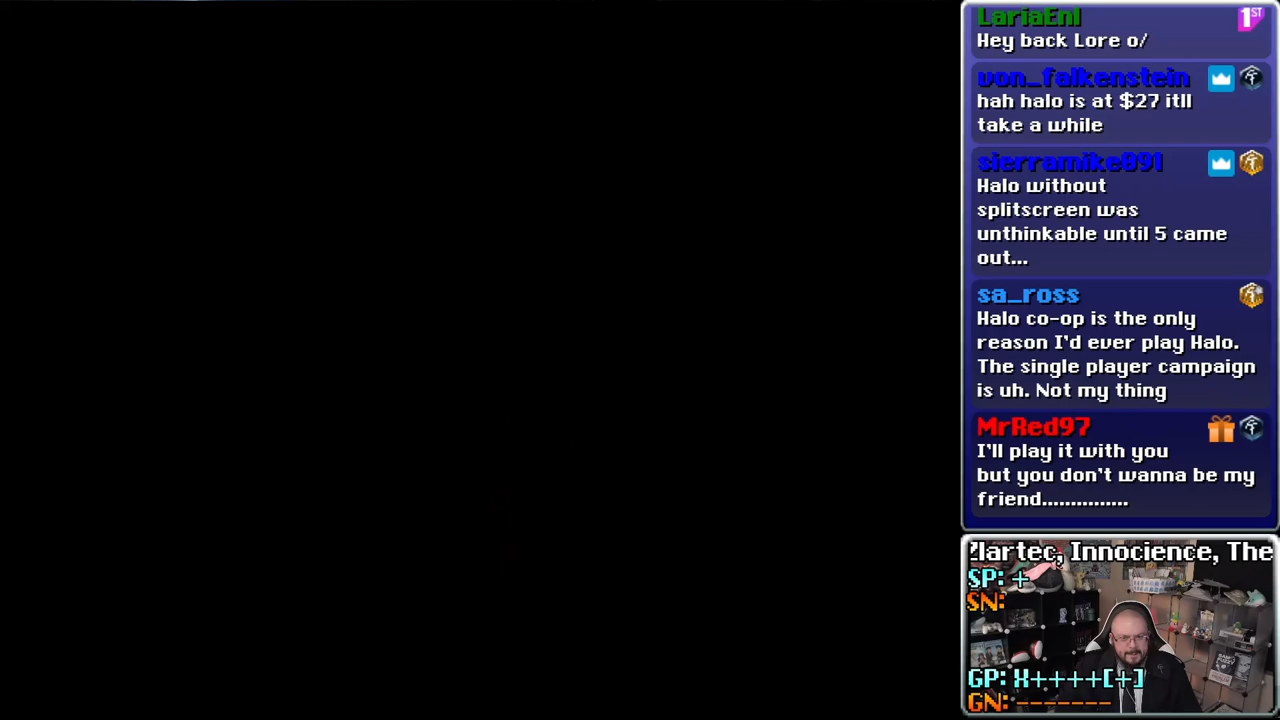 LariaEnl
Hey back Lore o/
von_falkenstein
hah halo is at $27 itll
take a while
sierramike091
Halo without
splitscreen was
unthinkable until 5 came
out...
sa_ross
Halo co-op is the only
reason I'd ever play Halo.
The single player campaign
is uh. Not my thing
MrRed97
I'll play it with you
but you don't wanna be my
friend...............
Zlartec, Innocience, The
SP: +
SN:
GP: X++++[+]
GN: -------